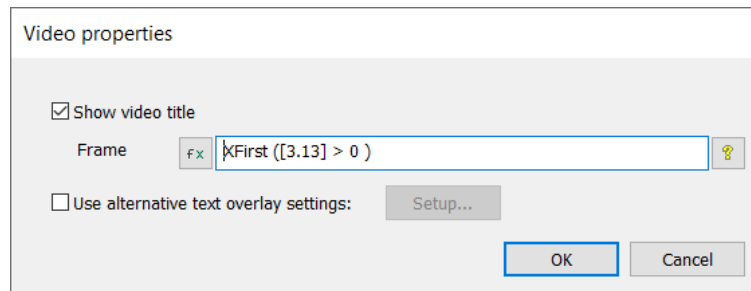 Video properties
Show video title
Frame fx XFirst ([3.13] > 0 ) ?
Use alternative text overlay settings: Setup...
OK Cancel